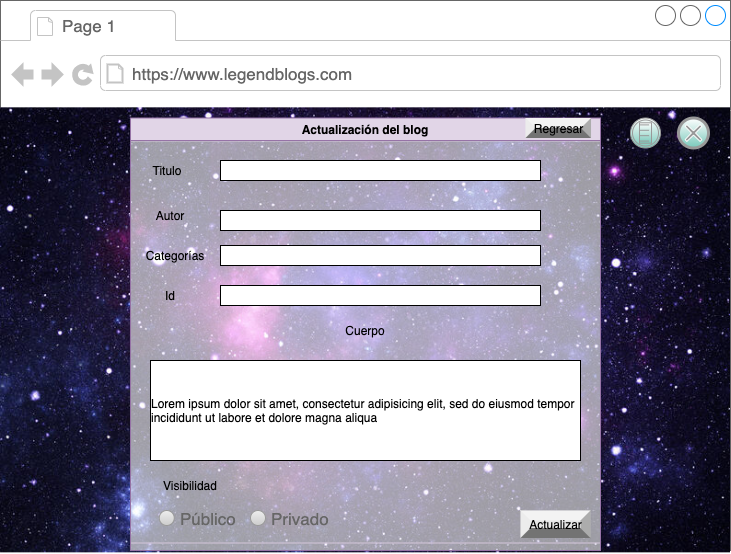 Page 1
https://www.legendblogs.com
Actualización del blog
Regresar
Titulo
Autor
Categorías
Id
Cuerpo
Lorem ipsum dolor sit amet, consectetur adipisicing elit, sed do eiusmod tempor
incididunt ut labore et dolore magna aliqua
Visibilidad
Público
Privado
Actualizar